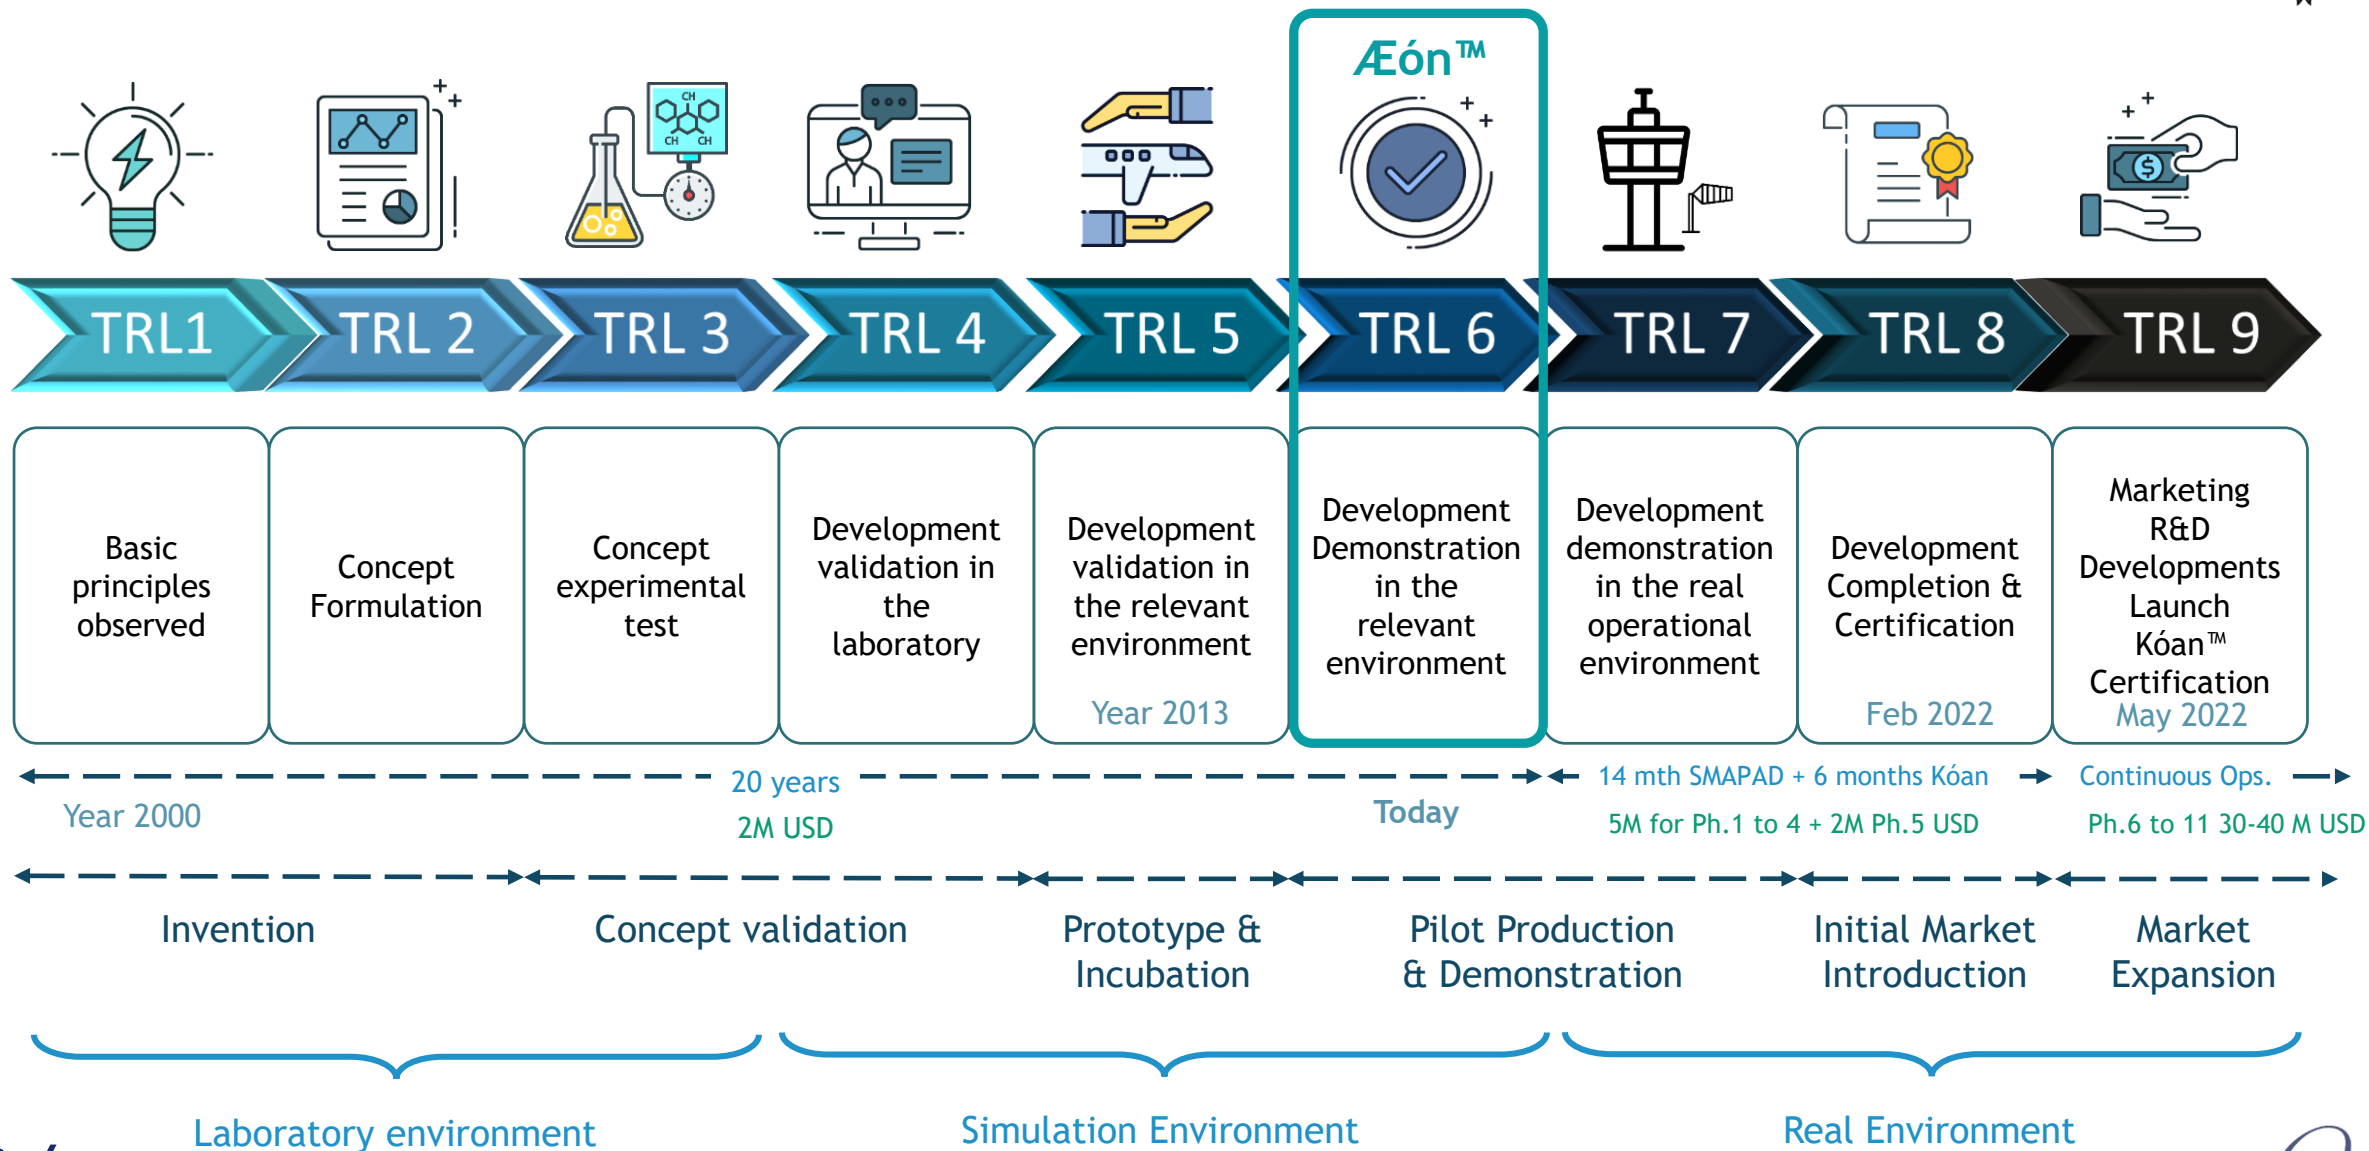 Æón™
CH
CH
CH
TRL1
TRL 2
TRL 3
TRL 4
TRL 5
TRL 6
TRL 7
TRL 8
TRL 9
Basic
principles
observed
Concept
Formulation
Concept
experimental
test
Development
validation in
the
laboratory
Development
validation in
the relevant
environment
Year 2013
Development
Demonstration
in the
relevant
environment
Development
demonstration
in the real
operational
environment
Development
Completion &
Certification
Feb 2022
Marketing
R&D
Developments
Launch
Kóan™
Certification
May 2022
20 years
14 mth SMAPAD + 6 months Kóan
Continuous Ops.
Year 2000
2M USD
Today
5M for Ph.1 to 4 + 2M Ph.5 USD
Ph.6 to 11 30-40 M USD
Invention
Concept validation
Prototype &
Incubation
Pilot Production
& Demonstration
Initial Market
Introduction
Market
Expansion
Laboratory environment
Simulation Environment
Real Environment